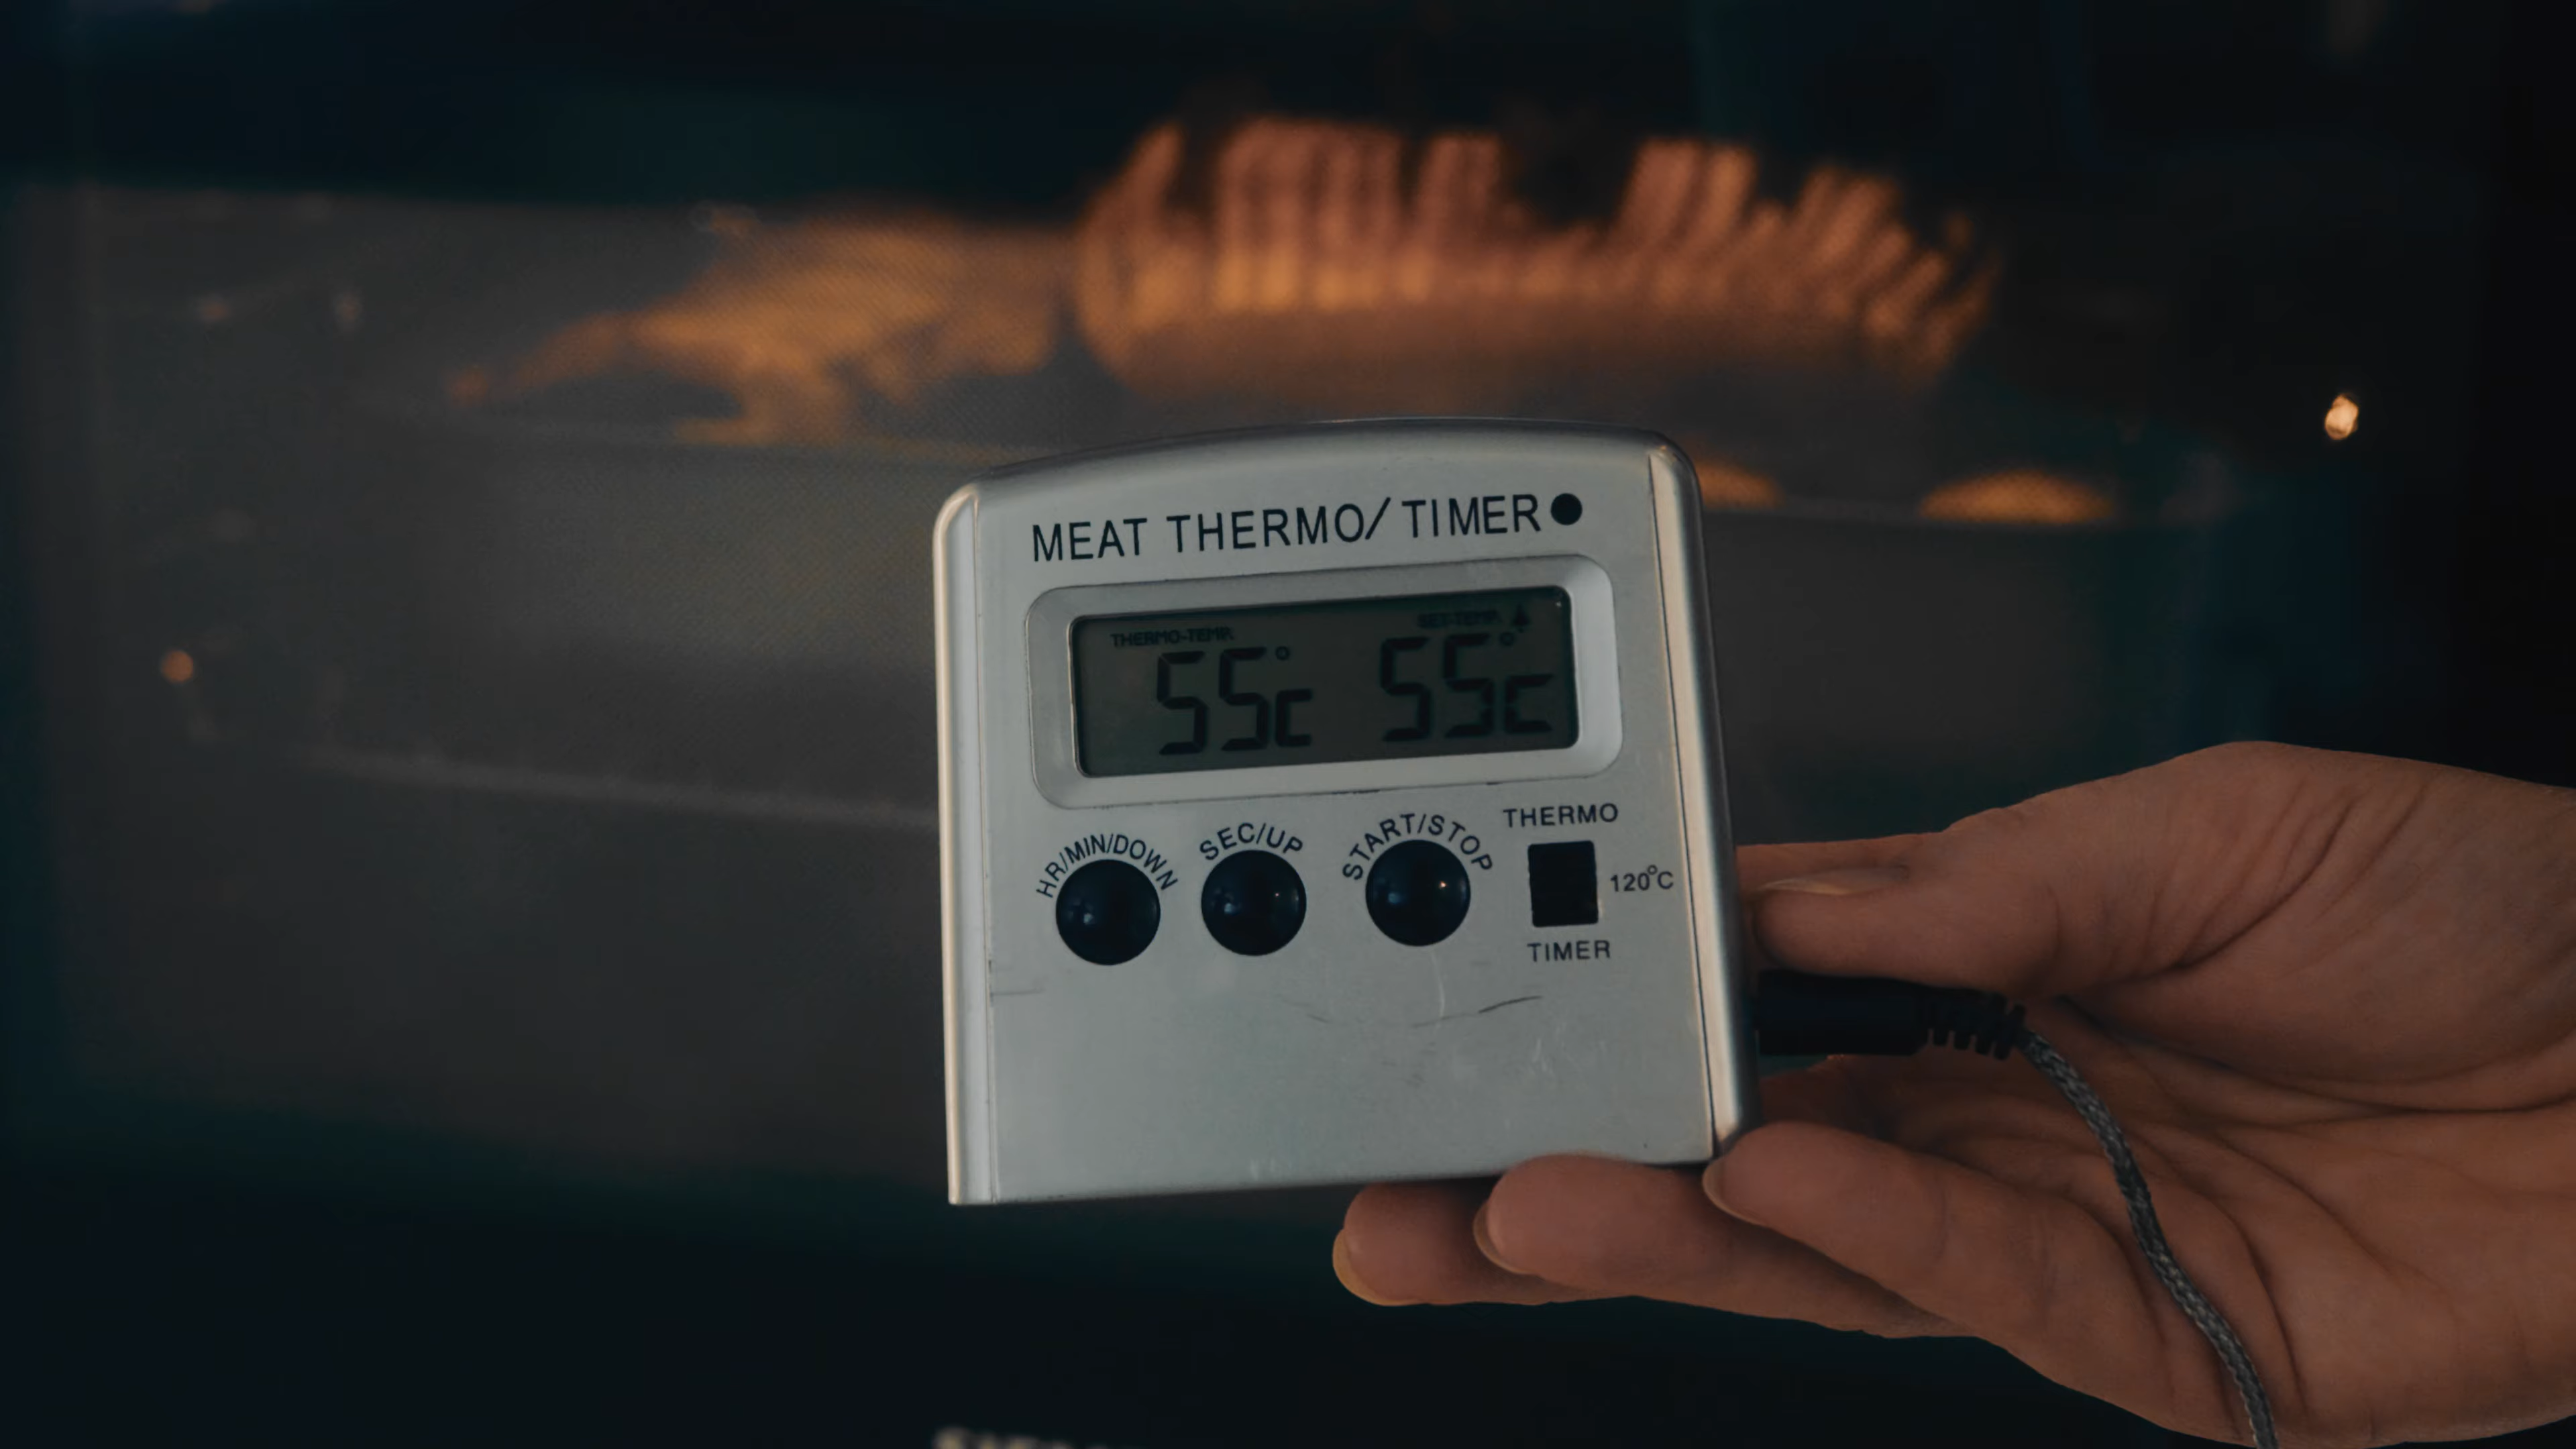 MEAT THERMO/TIMER
THERMO-TEMP. SET-TEMP.
55°C 55°C
HR/MIN/DOWN SEC/UP START/STOP THERMO
120°C
TIMER